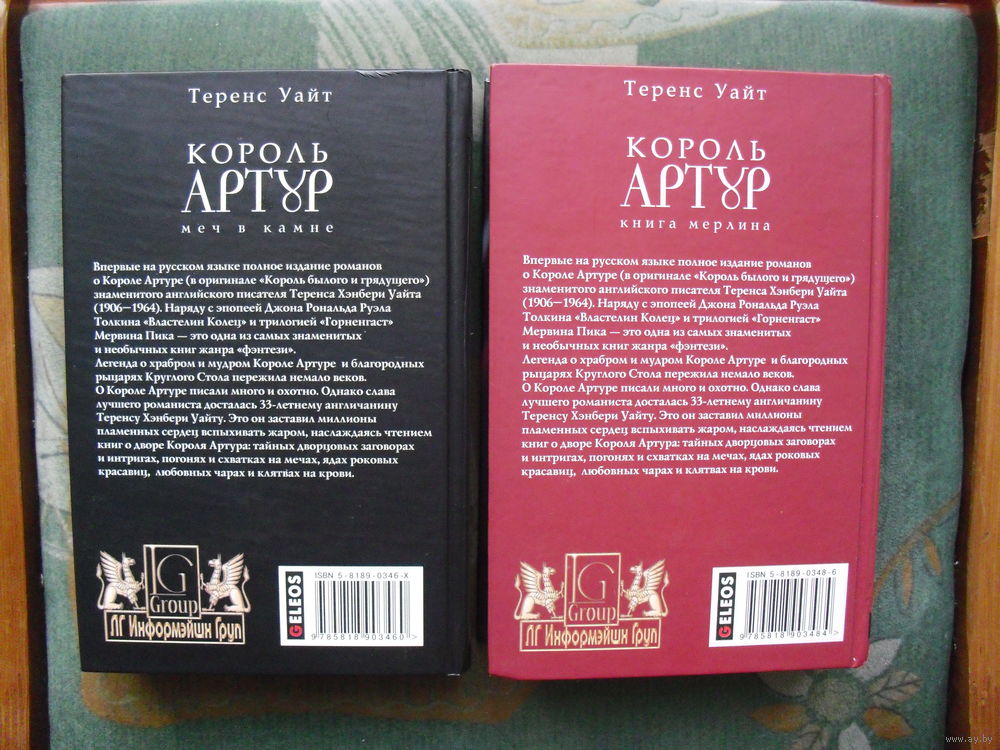 Теренс Уайт
КОРОЛЬ
АРТУР
меч в камне
Впервые на русском языке полное издание романов
о Короле Артуре (в оригинале «Король былого и грядущего»)
знаменитого английского писателя Теренса Хэнбери Уайта
(1906—1964). Наряду с эпопеей Джона Рональда Руэла
Толкина «Властелин Колец» и трилогией «Горменгаст»
Мервина Пика — это одна из самых знаменитых
и необычных книг жанра «фэнтези».
Легенда о храбром и мудром Короле Артуре и благородных
рыцарях Круглого Стола пережила немало веков.
О Короле Артуре писали много и охотно. Однако слава
лучшего романиста досталась 33-летнему англичанину
Теренсу Хэнбери Уайту. Это он заставил миллионы
пламенных сердец вспыхивать жаром, наслаждаясь чтением
книг о дворе Короля Артура: тайных дворцовых заговорах
и интригах, погонях и схватках на мечах, ядах роковых
красавиц, любовных чарах и клятвах на крови.
LG
Group
ЛГ Информэйшн Груп
GELEOS
ISBN 5-8189-0346-X
9 785818 903460 >
Теренс Уайт
КОРОЛЬ
АРТУР
книга мерлина
Впервые на русском языке полное издание романов
о Короле Артуре (в оригинале «Король былого и грядущего»)
знаменитого английского писателя Теренса Хэнбери Уайта
(1906—1964). Наряду с эпопеей Джона Рональда Руэла
Толкина «Властелин Колец» и трилогией «Горменгаст»
Мервина Пика — это одна из самых знаменитых
и необычных книг жанра «фэнтези».
Легенда о храбром и мудром Короле Артуре и благородных
рыцарях Круглого Стола пережила немало веков.
О Короле Артуре писали много и охотно. Однако слава
лучшего романиста досталась 33-летнему англичанину
Теренсу Хэнбери Уайту. Это он заставил миллионы
пламенных сердец вспыхивать жаром, наслаждаясь чтением
книг о дворе Короля Артура: тайных дворцовых заговорах
и интригах, погонях и схватках на мечах, ядах роковых
красавиц, любовных чарах и клятвах на крови.
LG
Group
ЛГ Информэйшн Груп
GELEOS
ISBN 5-8189-0348-6
9 785818 903484 >
www.ay.by